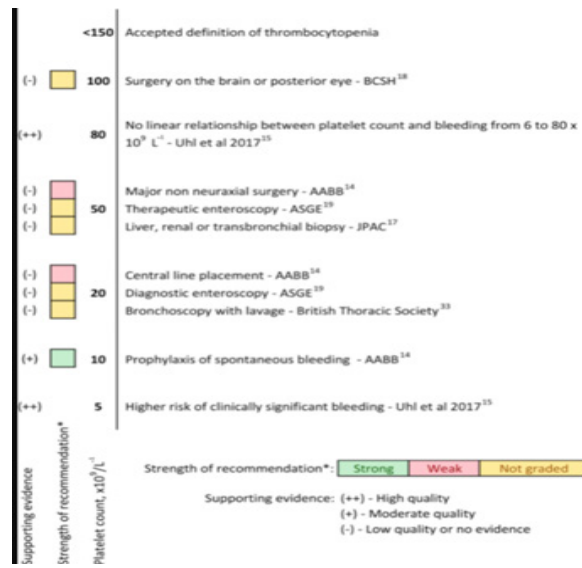 <150 Accepted definition of thrombocytopenia
(-) 100 Surgery on the brain or posterior eye - BCSH¹⁸
(++) 80 No linear relationship between platelet count and bleeding from 6 to 80 x
10⁹ L⁻¹ - Uhl et al 2017¹⁵
(-) Major non neuraxial surgery - AABB¹⁴
(-) 50 Therapeutic enteroscopy - ASGE¹⁹
(-) Liver, renal or transbronchial biopsy - JPAC¹⁷
(-) Central line placement - AABB¹⁴
(-) 20 Diagnostic enteroscopy - ASGE¹⁹
(-) Bronchoscopy with lavage - British Thoracic Society³³
(+) 10 Prophylaxis of spontaneous bleeding - AABB¹⁴
(++) 5 Higher risk of clinically significant bleeding - Uhl et al 2017¹⁵
Supporting evidence
Strength of recommendation*
Platelet count, x10⁹/L⁻¹
Strength of recommendation*: Strong Weak Not graded
Supporting evidence: (++) - High quality
(+) - Moderate quality
(-) - Low quality or no evidence